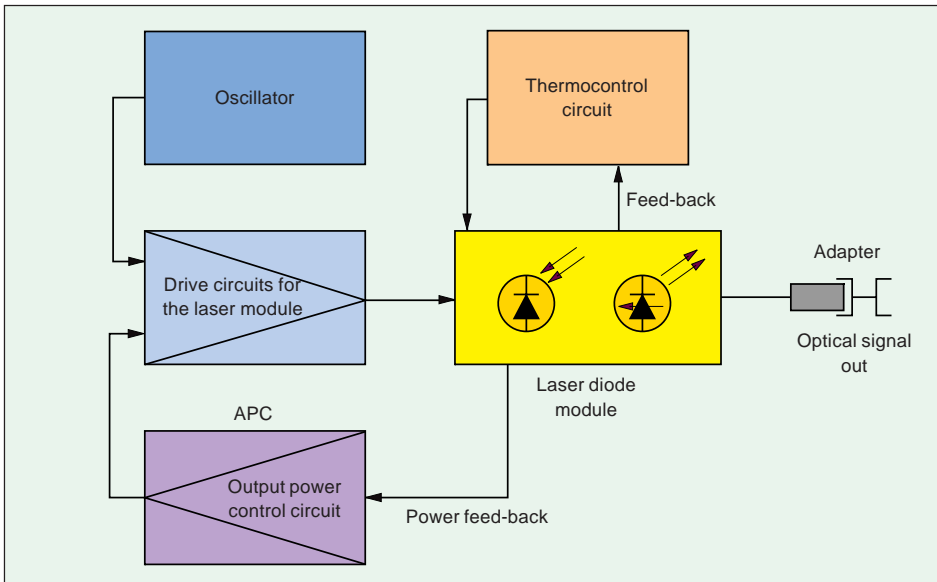 Oscillator
Thermocontrol
circuit
Feed-back
Drive circuits for
the laser module
Adapter
Optical signal
out
Laser diode
module
APC
Output power
control circuit
Power feed-back